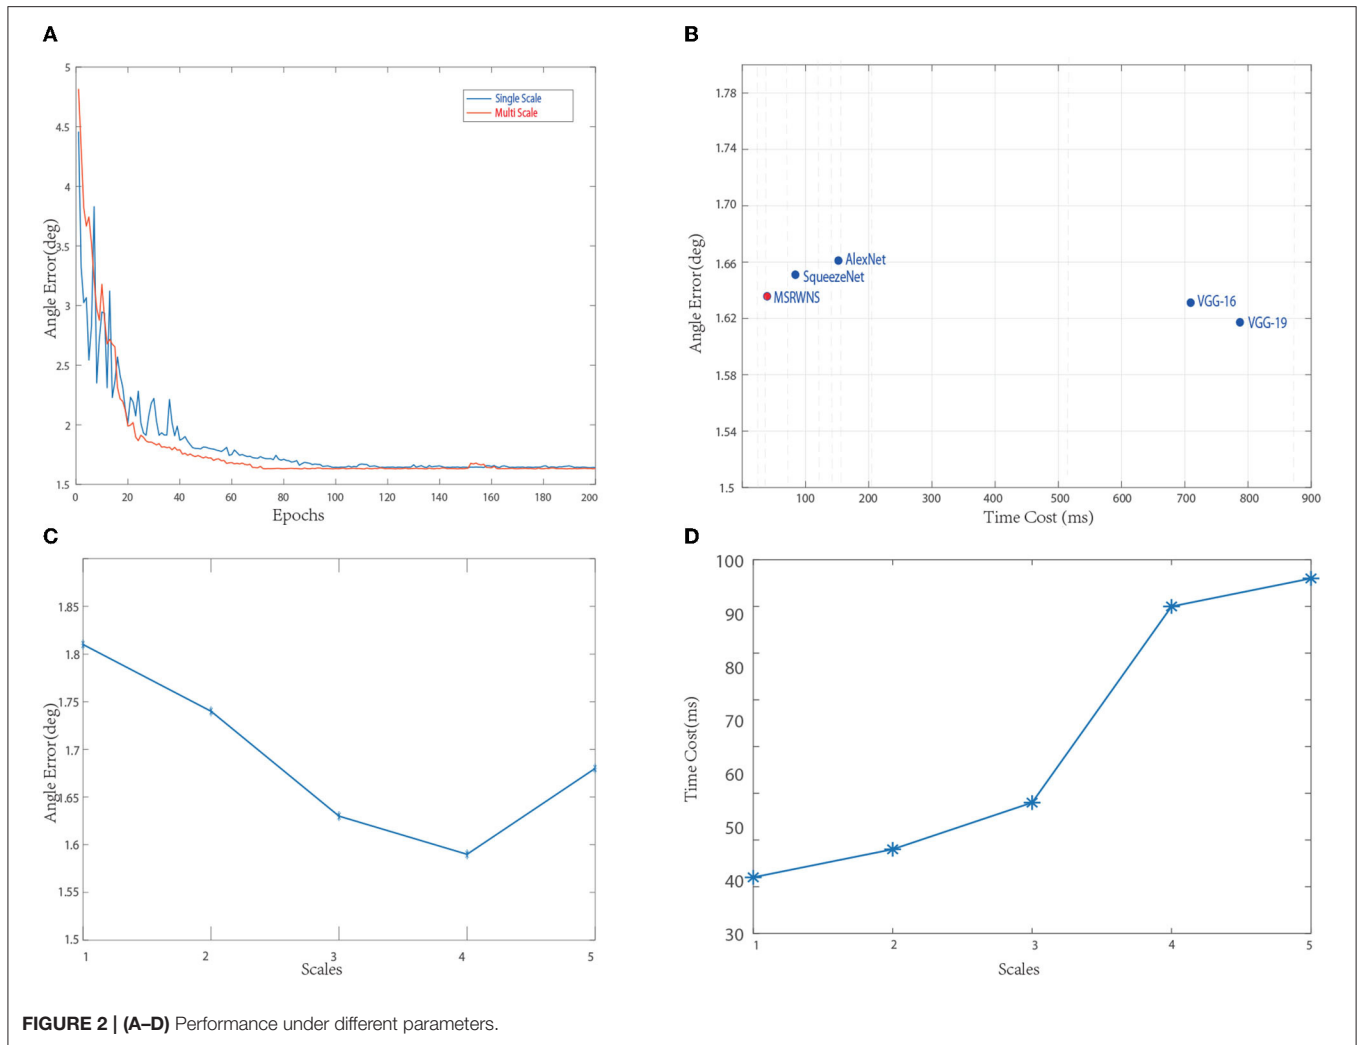 A
5
4.5
4
3.5
3
2.5
2
1.5
Angle Error(deg)
0 20 40 60 80 100 120 140 160 180 200
Epochs
Single Scale
Multi Scale
B
1.78
1.74
1.70
1.66
1.62
1.58
1.54
1.5
Angle Error(deg)
AlexNet
SqueezeNet
MSRWNS
VGG-16
VGG-19
100 200 300 400 500 600 700 800 900
Time Cost (ms)
C
1.85
1.8
1.75
1.7
1.65
1.6
1.55
1.5
Angle Error(deg)
1 2 3 4 5
Scales
D
100
90
80
70
60
50
40
30
Time Cost(ms)
1 2 3 4 5
Scales
FIGURE 2 | (A–D) Performance under different parameters.